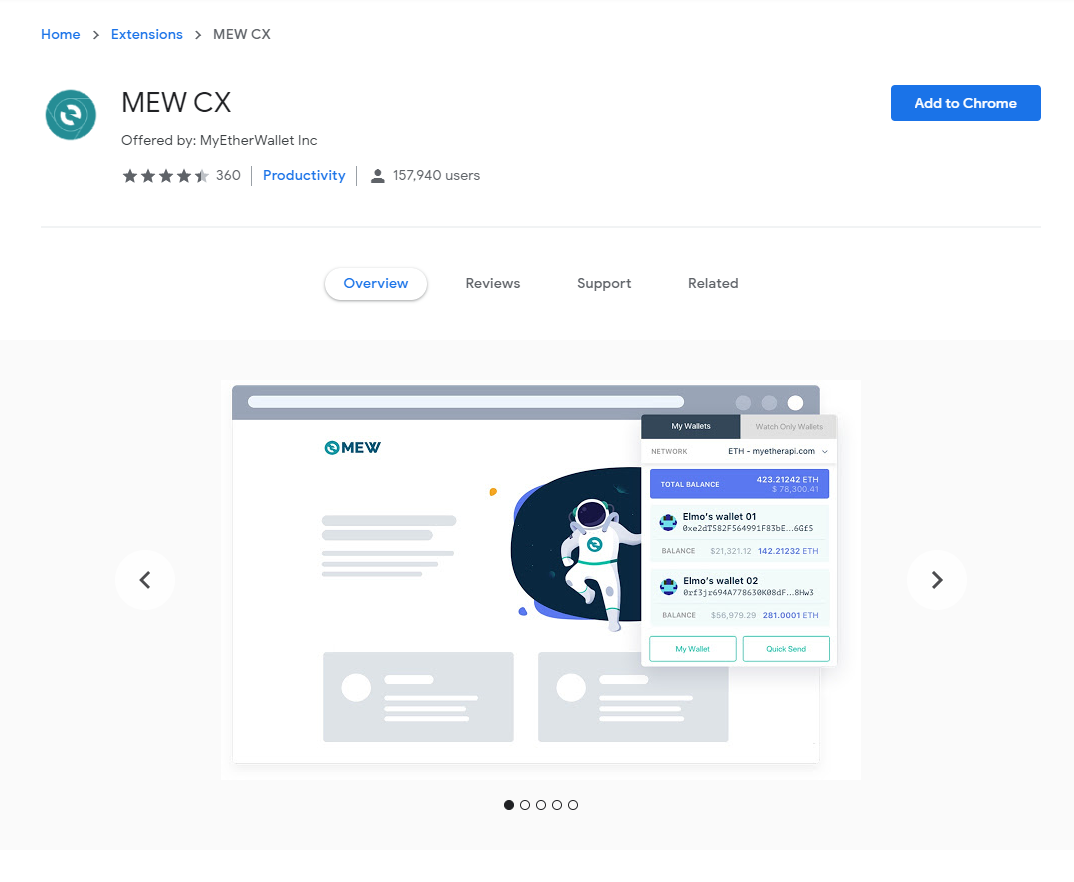 Home > Extensions > MEW CX
MEW CX
Add to Chrome
Offered by: MyEtherWallet Inc
360 Productivity 157,940 users
Overview Reviews Support Related
MEW
My Wallets Watch Only Wallets
NETWORK ETH - myetherapi.com
TOTAL BALANCE 423.21242 ETH
$ 78,300.41
Elmo's wallet 01
0xe2dT582F564991F83bE...6Gf5
BALANCE $21,321.12 142.21232 ETH
Elmo's wallet 02
0rf3jr694A778630K08dF...8Hw3
BALANCE $56,979.29 281.0001 ETH
My Wallet Quick Send